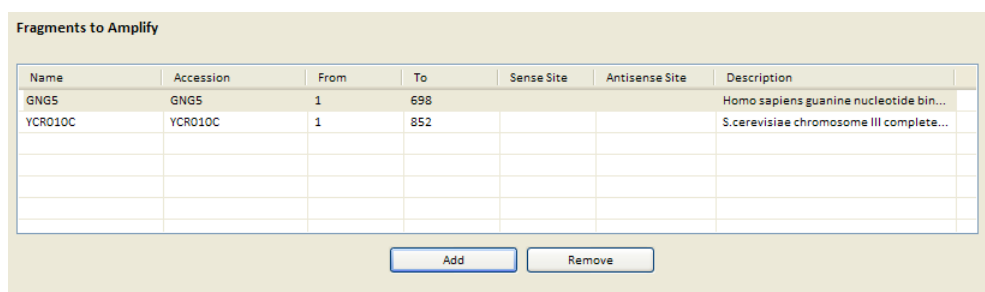 Fragments to Amplify
Name Accession From To Sense Site Antisense Site Description
GNG5 GNG5 1 698 Homo sapiens guanine nucleotide bin...
YCR010C YCR010C 1 852 S.cerevisiae chromosome III complete...
Add Remove